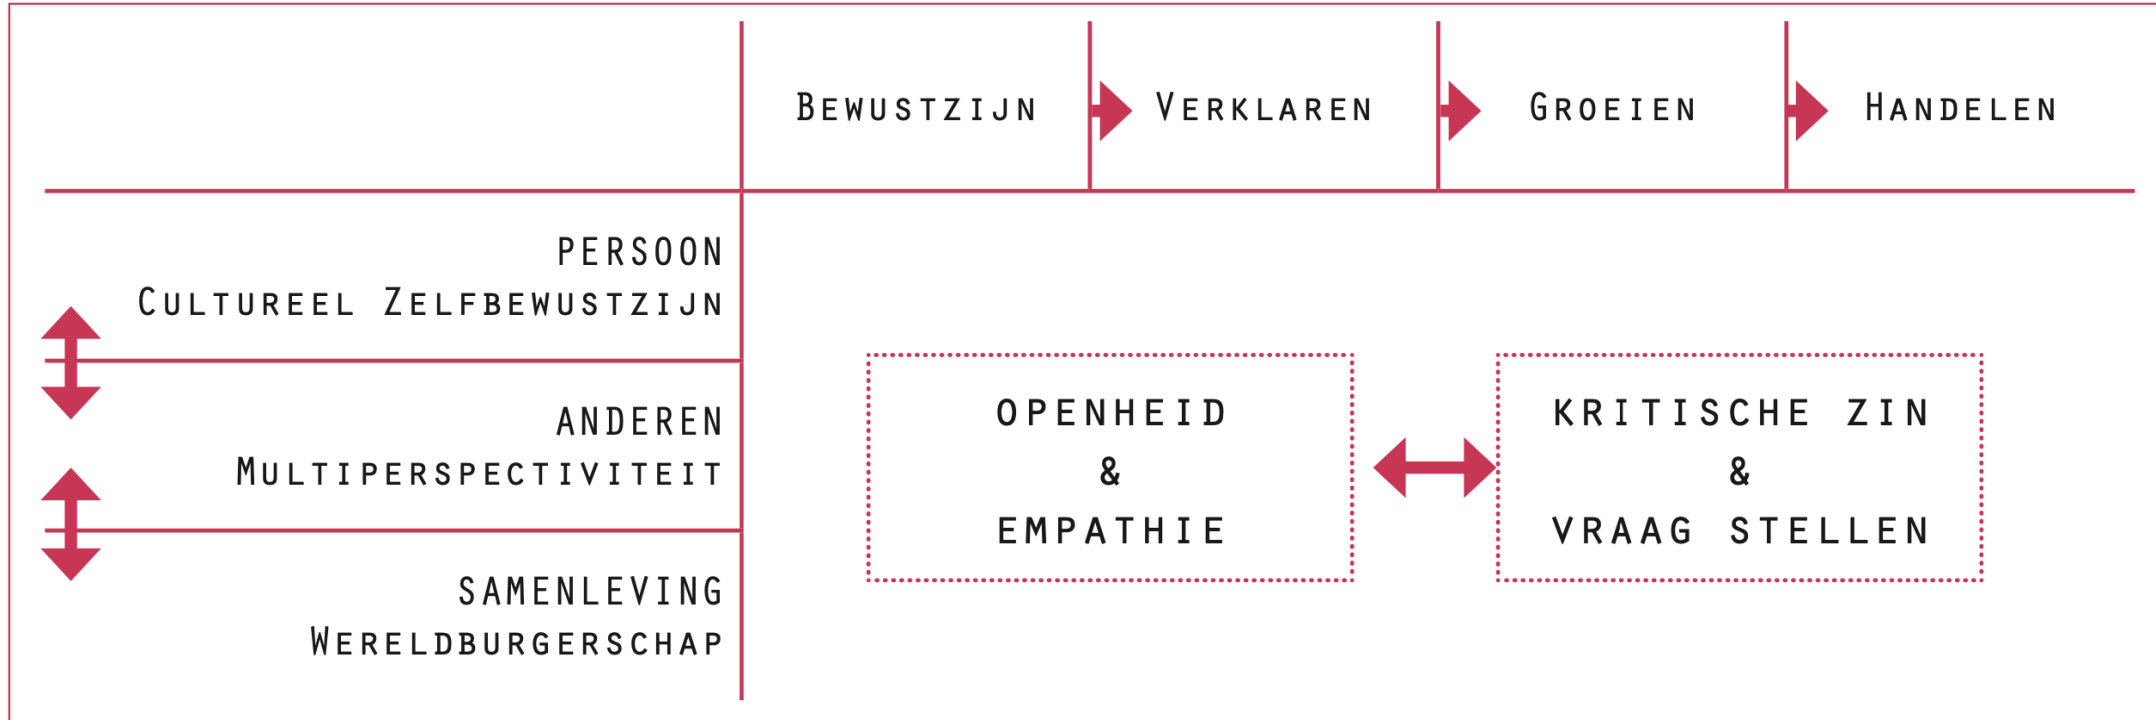 Bewustzijn Verklaren Groeien Handelen
PERSOON
Cultureel Zelfbewustzijn
ANDEREN
Multiperspectiviteit
SAMENLEVING
Wereldburgerschap
OPENHEID
&
EMPATHIE
KRITISCHE ZIN
&
VRAAG STELLEN